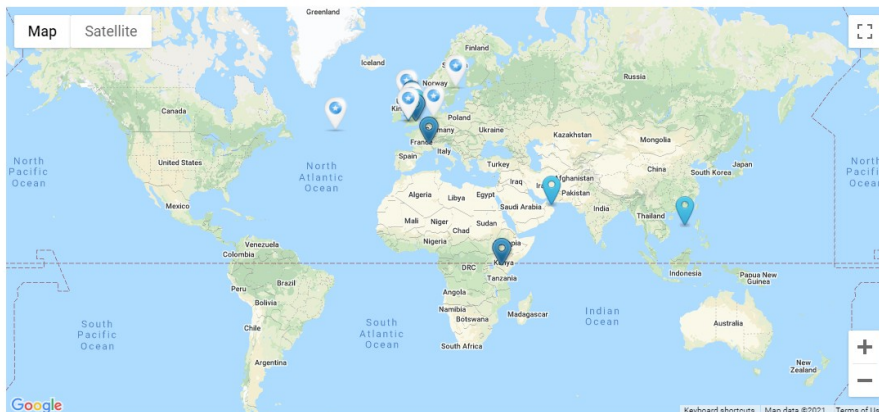 Greenland
Map
Satellite
Iceland
Finland
Norway
Russia
Canada
Poland
Ukraine
Kazakhstan
Mongolia
France
Italy
Spain
Turkey
North
Pacific
Ocean
United States
North
Atlantic
Ocean
China
Japan
South Korea
North
Pacific
Ocean
Iraq
Afghanistan
Pakistan
Algeria
Libya
Egypt
Saudi Arabia
India
Thailand
Mexico
Mali
Niger
Sudan
Chad
Nigeria
Venezuela
Colombia
Kenya
DRC
Tanzania
Indonesia
Papua New
Guinea
Brazil
Peru
Bolivia
Angola
Namibia
Botswana
Madagascar
Indian
Ocean
South
Pacific
Ocean
Chile
South
Atlantic
Ocean
Australia
South Africa
Argentina
New
Zealand
Google
Keyboard shortcuts
Map data ©2021
Terms of Us